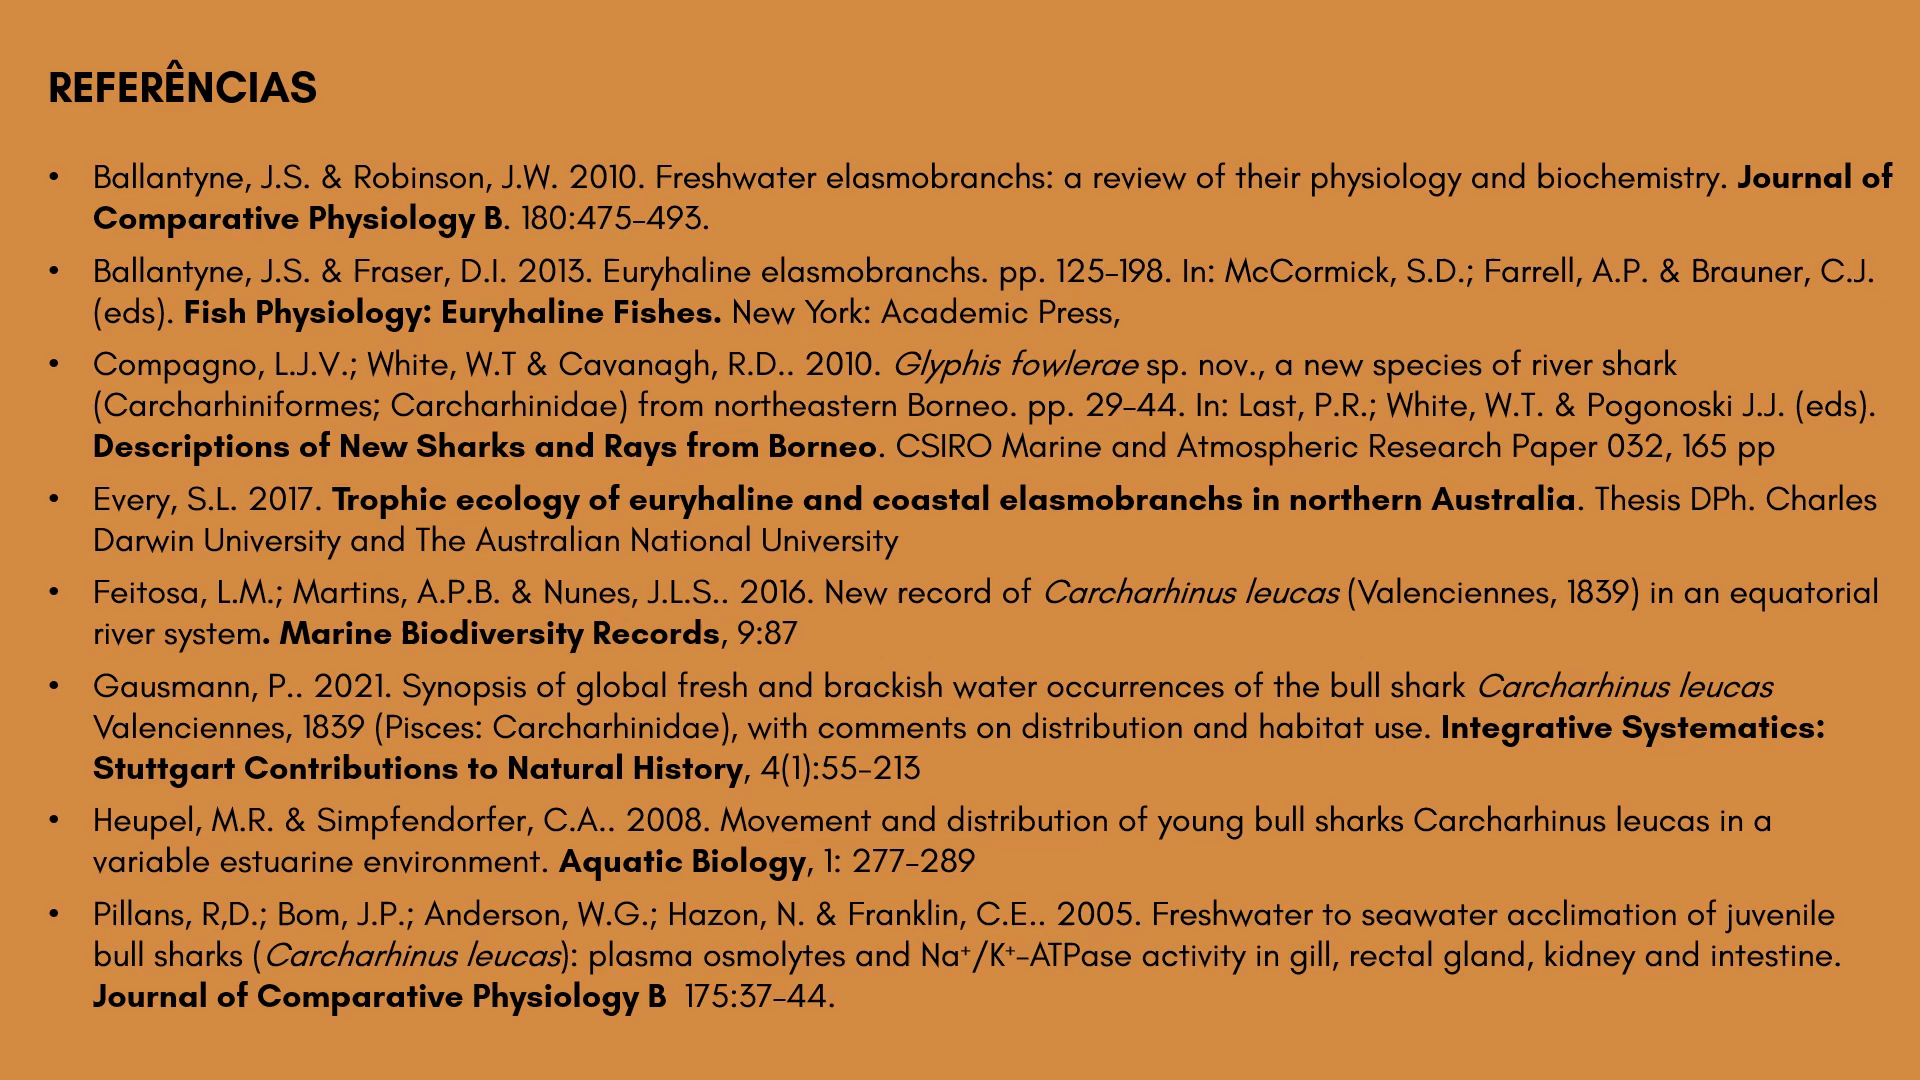 REFERÊNCIAS
• Ballantyne, J.S. & Robinson, J.W. 2010. Freshwater elasmobranchs: a review of their physiology and biochemistry. Journal of
Comparative Physiology B. 180:475–493.
• Ballantyne, J.S. & Fraser, D.I. 2013. Euryhaline elasmobranchs. pp. 125–198. In: McCormick, S.D.; Farrell, A.P. & Brauner, C.J.
(eds). Fish Physiology: Euryhaline Fishes. New York: Academic Press,
• Compagno, L.J.V.; White, W.T & Cavanagh, R.D.. 2010. Glyphis fowlerae sp. nov., a new species of river shark
(Carcharhiniformes; Carcharhinidae) from northeastern Borneo. pp. 29–44. In: Last, P.R.; White, W.T. & Pogonoski J.J. (eds).
Descriptions of New Sharks and Rays from Borneo. CSIRO Marine and Atmospheric Research Paper 032, 165 pp
• Every, S.L. 2017. Trophic ecology of euryhaline and coastal elasmobranchs in northern Australia. Thesis DPh. Charles
Darwin University and The Australian National University
• Feitosa, L.M.; Martins, A.P.B. & Nunes, J.L.S.. 2016. New record of Carcharhinus leucas (Valenciennes, 1839) in an equatorial
river system. Marine Biodiversity Records, 9:87
• Gausmann, P.. 2021. Synopsis of global fresh and brackish water occurrences of the bull shark Carcharhinus leucas
Valenciennes, 1839 (Pisces: Carcharhinidae), with comments on distribution and habitat use. Integrative Systematics:
Stuttgart Contributions to Natural History, 4(1):55-213
• Heupel, M.R. & Simpfendorfer, C.A.. 2008. Movement and distribution of young bull sharks Carcharhinus leucas in a
variable estuarine environment. Aquatic Biology, 1: 277–289
• Pillans, R,D.; Bom, J.P.; Anderson, W.G.; Hazon, N. & Franklin, C.E.. 2005. Freshwater to seawater acclimation of juvenile
bull sharks (Carcharhinus leucas): plasma osmolytes and Na⁺/K⁺-ATPase activity in gill, rectal gland, kidney and intestine.
Journal of Comparative Physiology B 175:37–44.